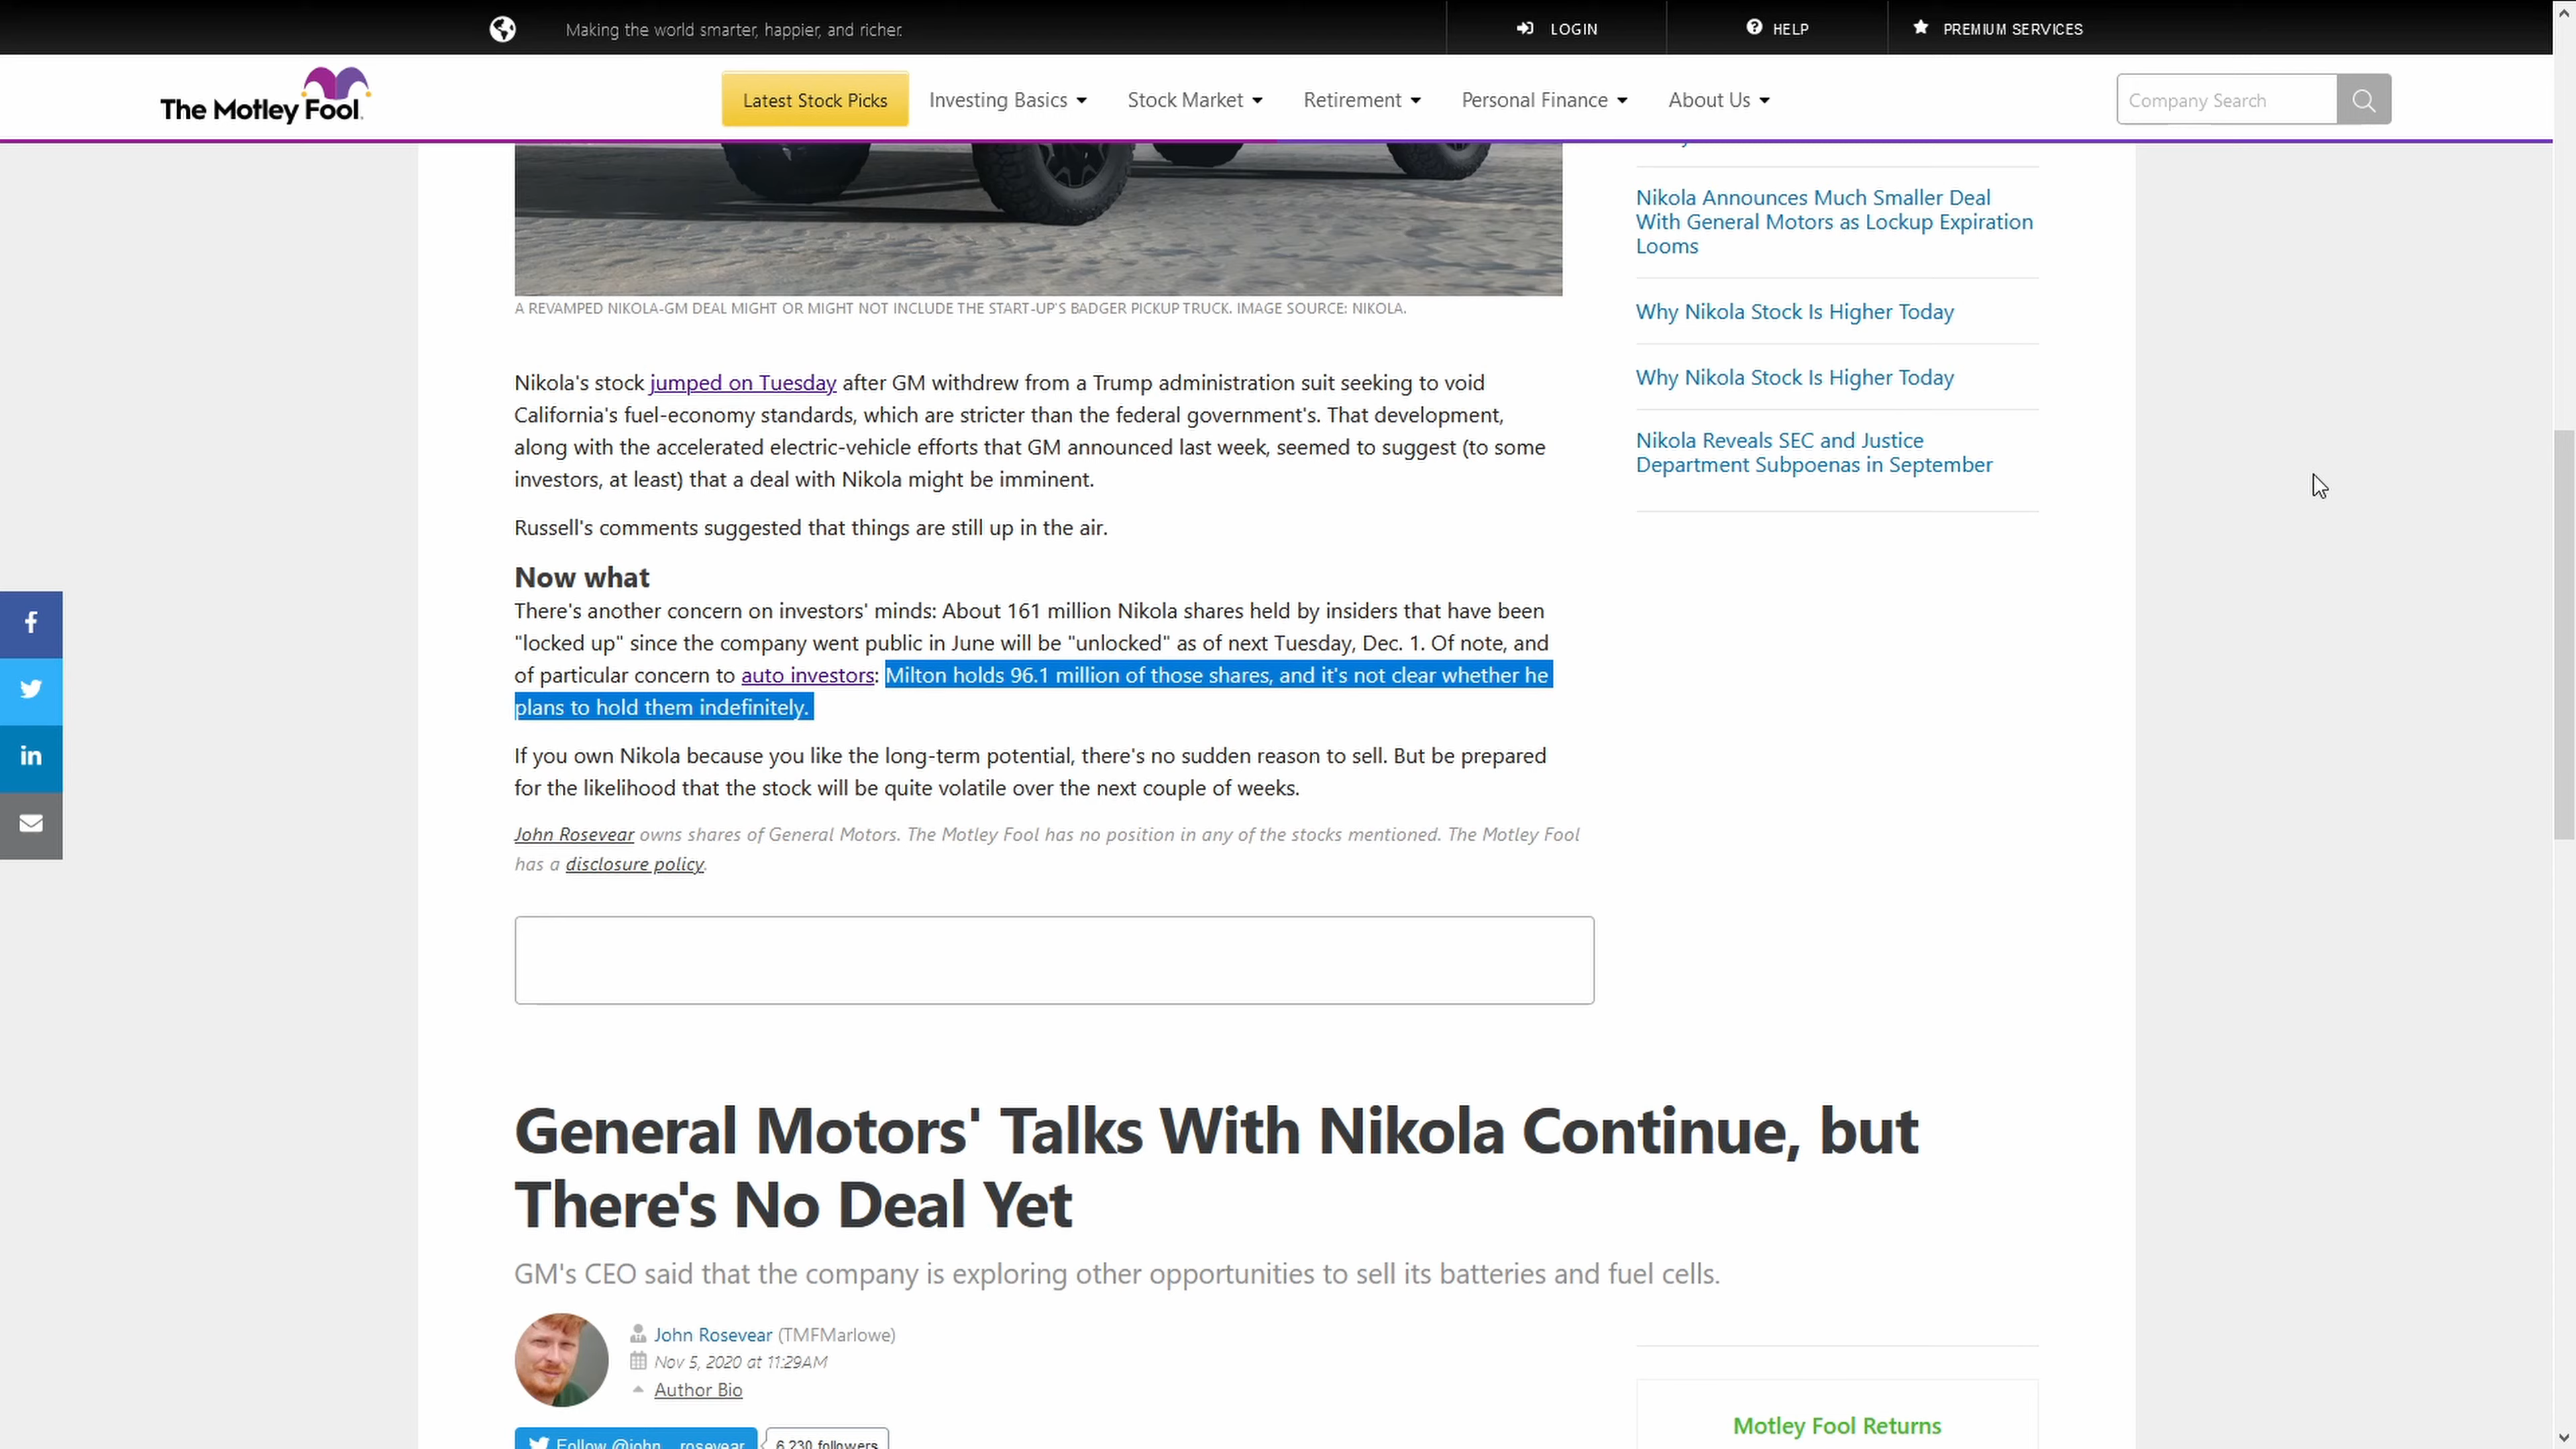 Making the world smarter, happier, and richer.
LOGIN
HELP
PREMIUM SERVICES
The Motley Fool.
Latest Stock Picks
Investing Basics
Stock Market
Retirement
Personal Finance
About Us
Company Search
A REVAMPED NIKOLA-GM DEAL MIGHT OR MIGHT NOT INCLUDE THE START-UP'S BADGER PICKUP TRUCK. IMAGE SOURCE: NIKOLA.
Nikola's stock jumped on Tuesday after GM withdrew from a Trump administration suit seeking to void
California's fuel-economy standards, which are stricter than the federal government's. That development,
along with the accelerated electric-vehicle efforts that GM announced last week, seemed to suggest (to some
investors, at least) that a deal with Nikola might be imminent.
Russell's comments suggested that things are still up in the air.
Now what
There's another concern on investors' minds: About 161 million Nikola shares held by insiders that have been
"locked up" since the company went public in June will be "unlocked" as of next Tuesday, Dec. 1. Of note, and
of particular concern to auto investors: Milton holds 96.1 million of those shares, and it's not clear whether he
plans to hold them indefinitely.
If you own Nikola because you like the long-term potential, there's no sudden reason to sell. But be prepared
for the likelihood that the stock will be quite volatile over the next couple of weeks.
John Rosevear owns shares of General Motors. The Motley Fool has no position in any of the stocks mentioned. The Motley Fool
has a disclosure policy.
Nikola Announces Much Smaller Deal
With General Motors as Lockup Expiration
Looms
Why Nikola Stock Is Higher Today
Why Nikola Stock Is Higher Today
Nikola Reveals SEC and Justice
Department Subpoenas in September
General Motors' Talks With Nikola Continue, but
There's No Deal Yet
GM's CEO said that the company is exploring other opportunities to sell its batteries and fuel cells.
John Rosevear (TMFMarlowe)
Nov 5, 2020 at 11:29AM
Author Bio
Follow @john__rosevear
6,230 followers
Motley Fool Returns